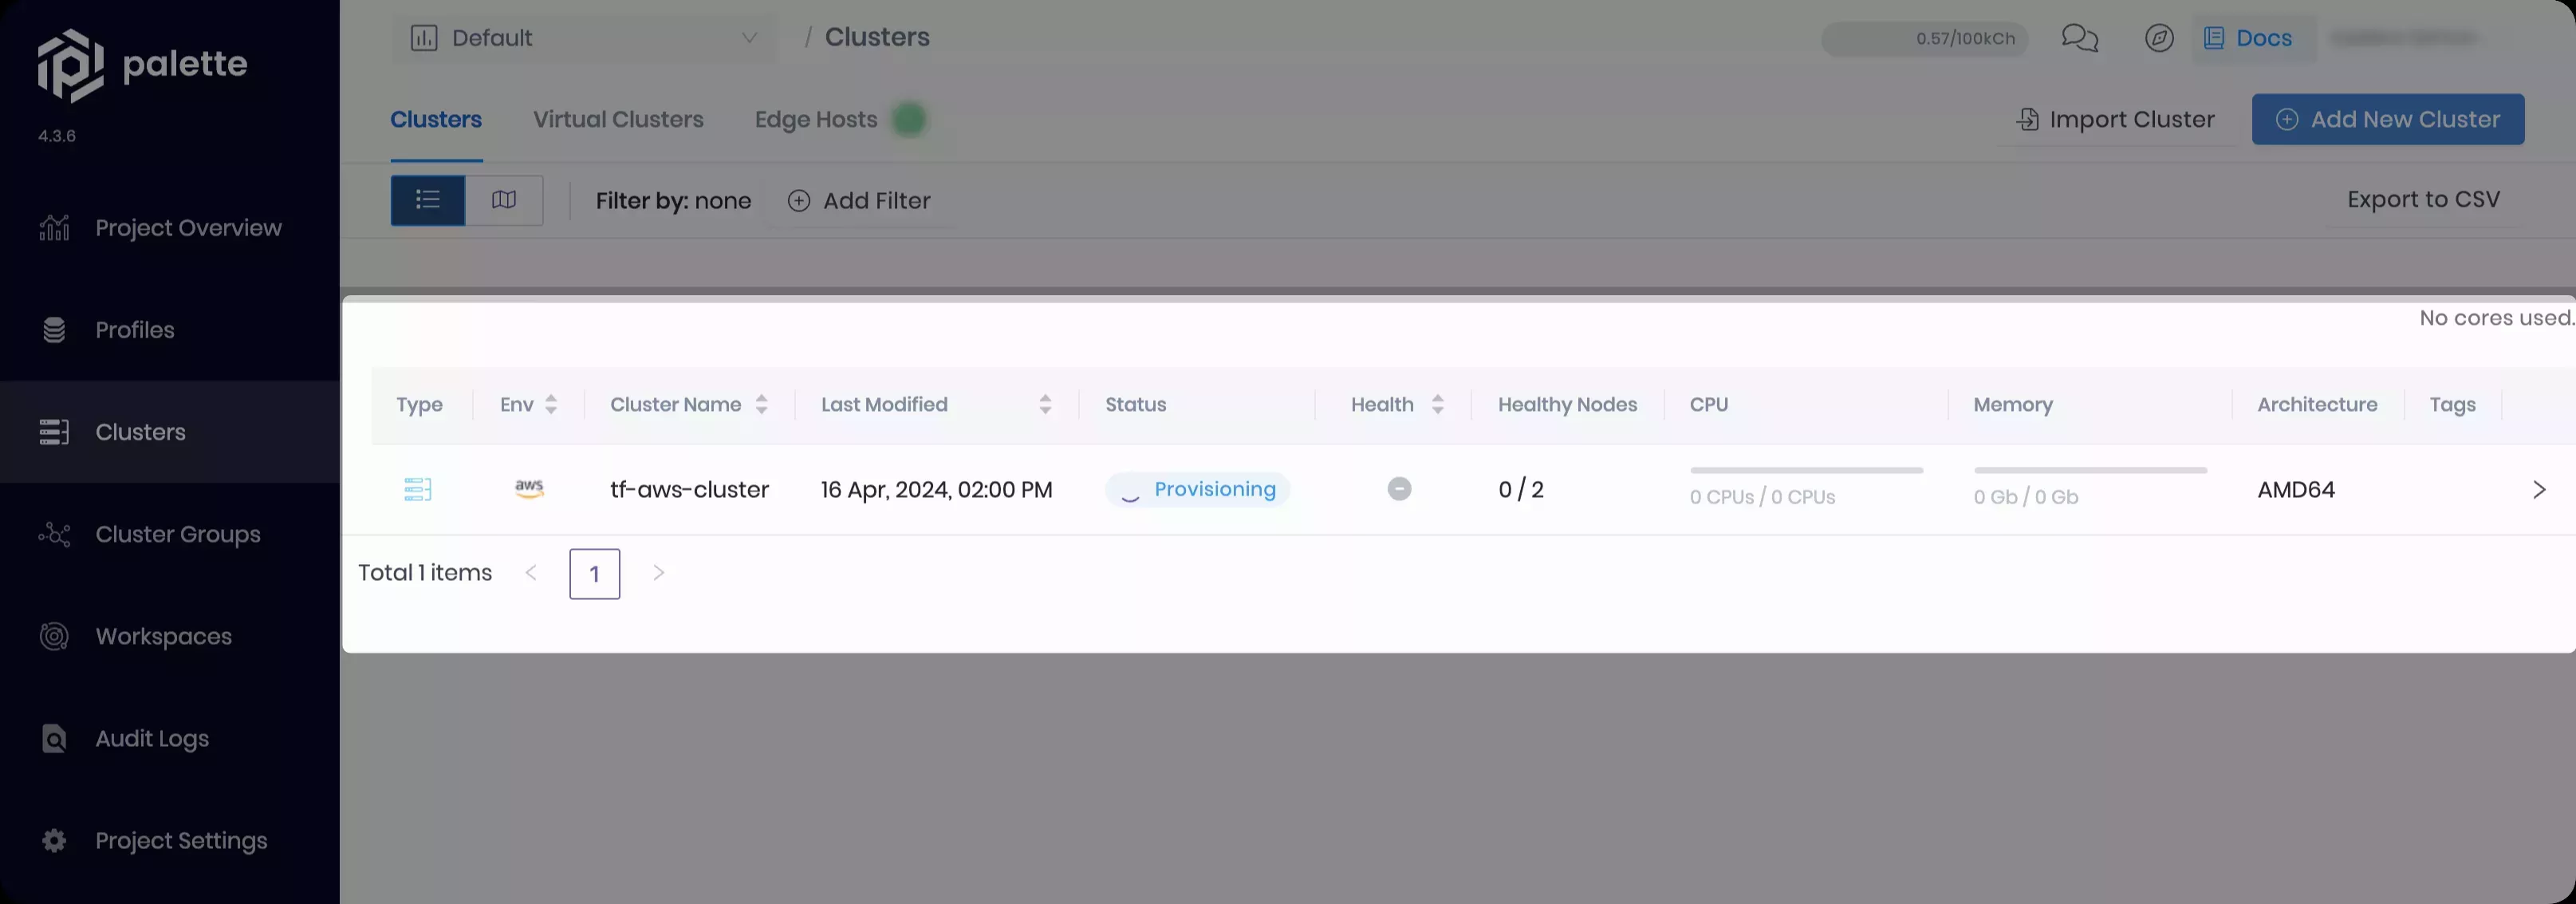 palette
4.3.6
Project Overview
Profiles
Clusters
Cluster Groups
Workspaces
Audit Logs
Project Settings
Default / Clusters 0.57/100kCh Docs
Clusters Virtual Clusters Edge Hosts Import Cluster Add New Cluster
Filter by: none Add Filter Export to CSV
No cores used.
Type Env Cluster Name Last Modified Status Health Healthy Nodes CPU Memory Architecture Tags
aws tf-aws-cluster 16 Apr, 2024, 02:00 PM Provisioning 0 / 2 0 CPUs / 0 CPUs 0 Gb / 0 Gb AMD64
Total 1 items < 1 >